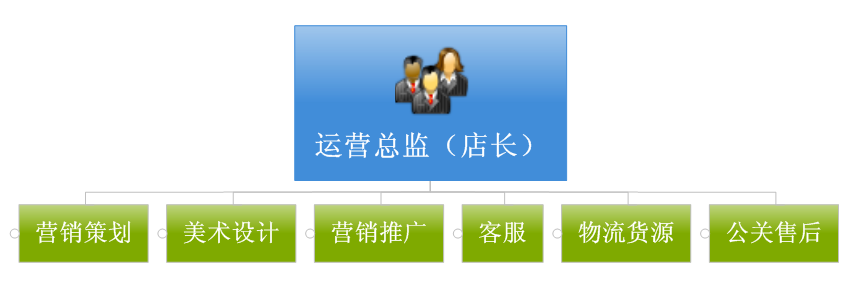 运营总监（店长）
营销策划
美术设计
营销推广
客服
物流货源
公关售后